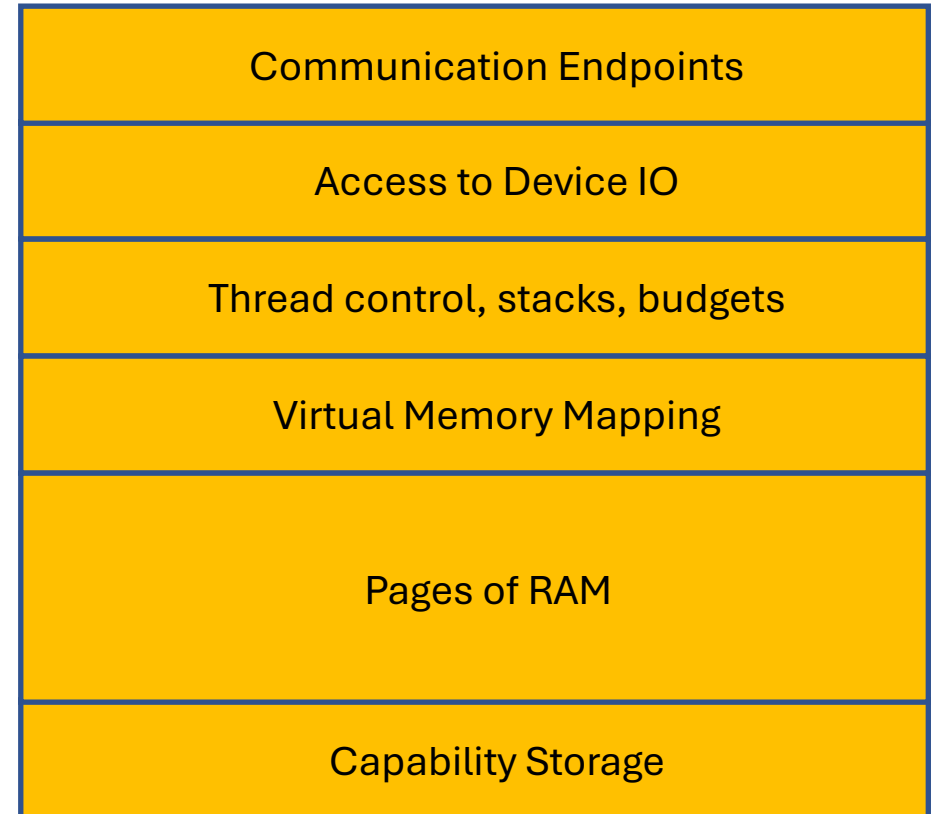 Communication Endpoints
Access to Device IO
Thread control, stacks, budgets
Virtual Memory Mapping
Pages of RAM
Capability Storage